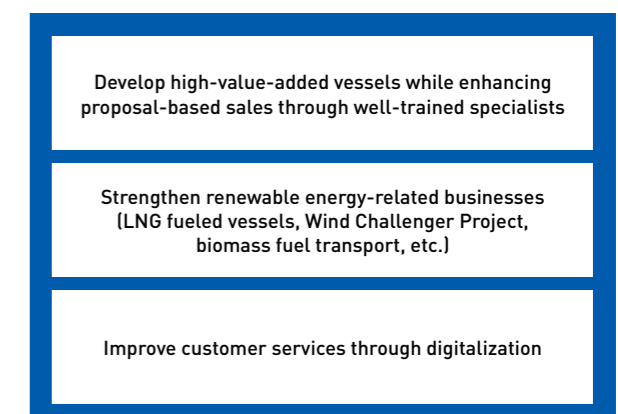 Develop high-value-added vessels while enhancing
proposal-based sales through well-trained specialists
Strengthen renewable energy-related businesses
(LNG fueled vessels, Wind Challenger Project,
biomass fuel transport, etc.)
Improve customer services through digitalization